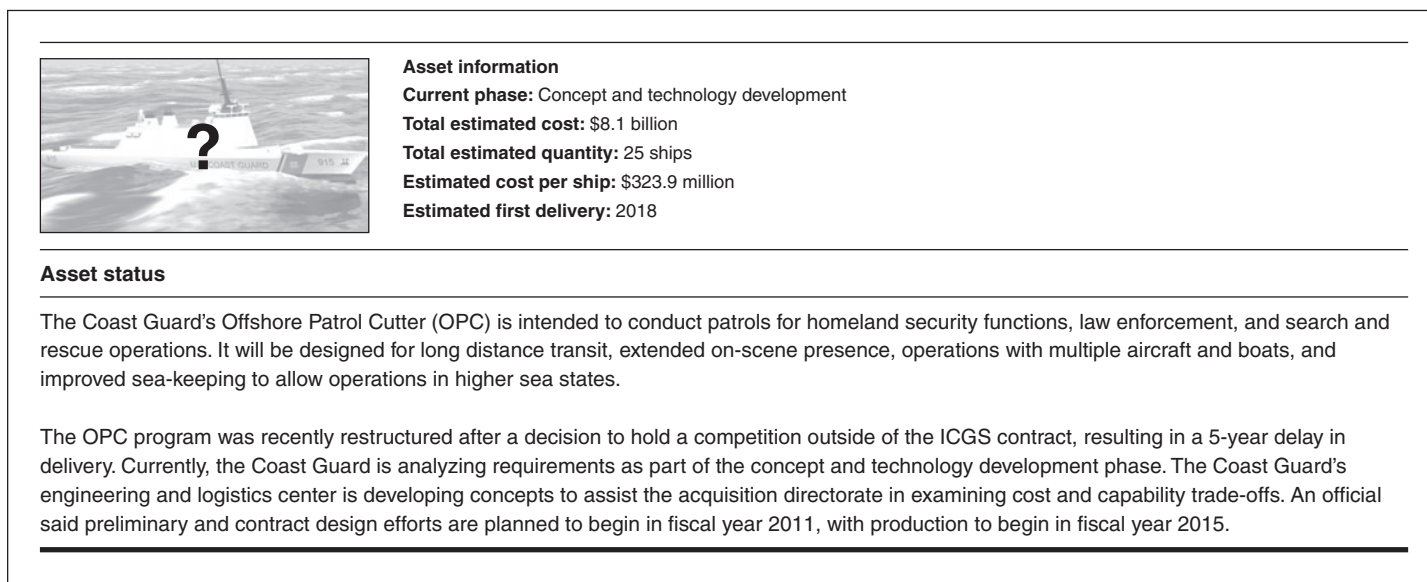 ?
U.S. COAST GUARD
915
Asset information
Current phase: Concept and technology development
Total estimated cost: $8.1 billion
Total estimated quantity: 25 ships
Estimated cost per ship: $323.9 million
Estimated first delivery: 2018
Asset status
The Coast Guard’s Offshore Patrol Cutter (OPC) is intended to conduct patrols for homeland security functions, law enforcement, and search and
rescue operations. It will be designed for long distance transit, extended on-scene presence, operations with multiple aircraft and boats, and
improved sea-keeping to allow operations in higher sea states.
The OPC program was recently restructured after a decision to hold a competition outside of the ICGS contract, resulting in a 5-year delay in
delivery. Currently, the Coast Guard is analyzing requirements as part of the concept and technology development phase. The Coast Guard’s
engineering and logistics center is developing concepts to assist the acquisition directorate in examining cost and capability trade-offs. An official
said preliminary and contract design efforts are planned to begin in fiscal year 2011, with production to begin in fiscal year 2015.